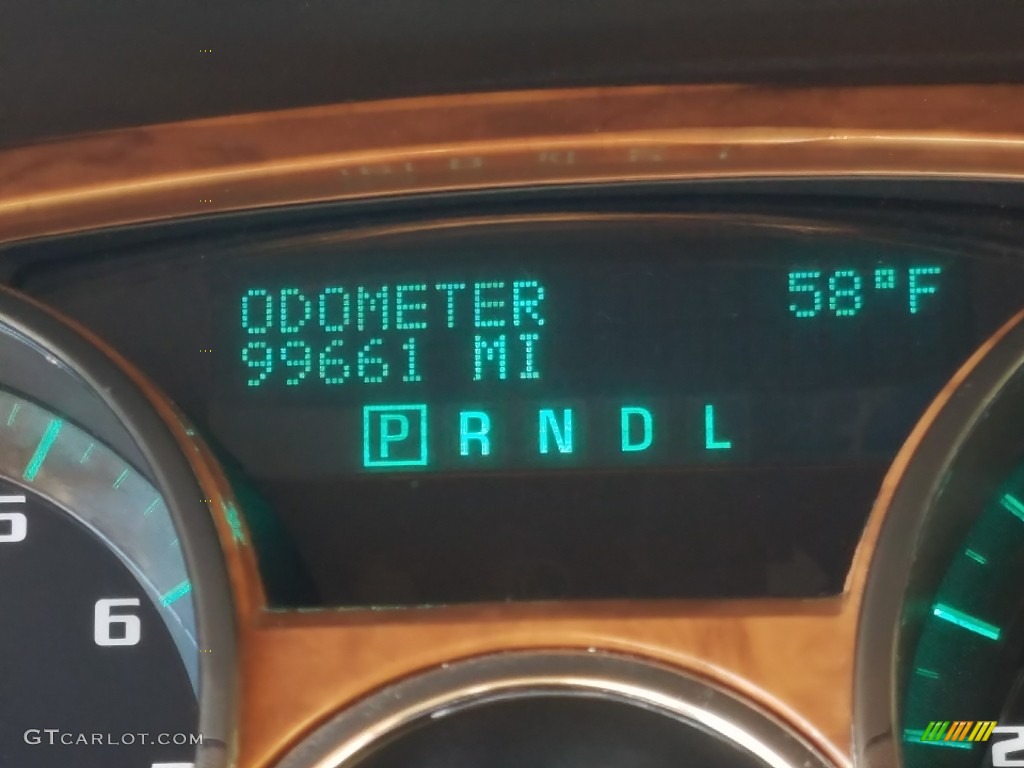 ODOMETER 58°F
99661 MI
P R N D L
5
6
2
GTCARLOT.COM